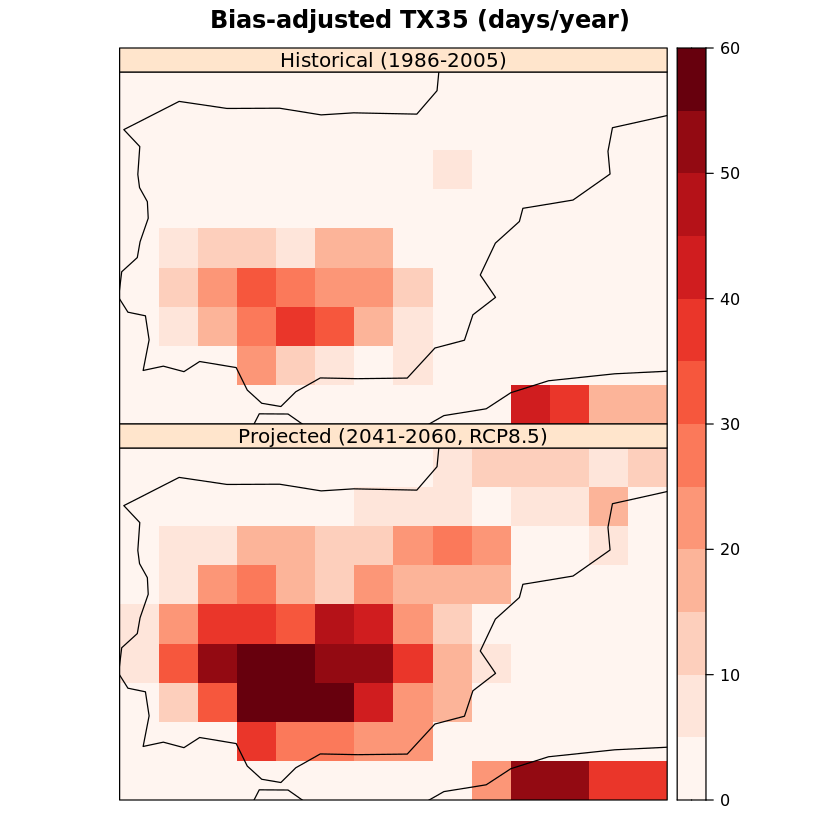 Bias-adjusted TX35 (days/year)
Historical (1986-2005)
Projected (2041-2060, RCP8.5)
60
50
40
30
20
10
0